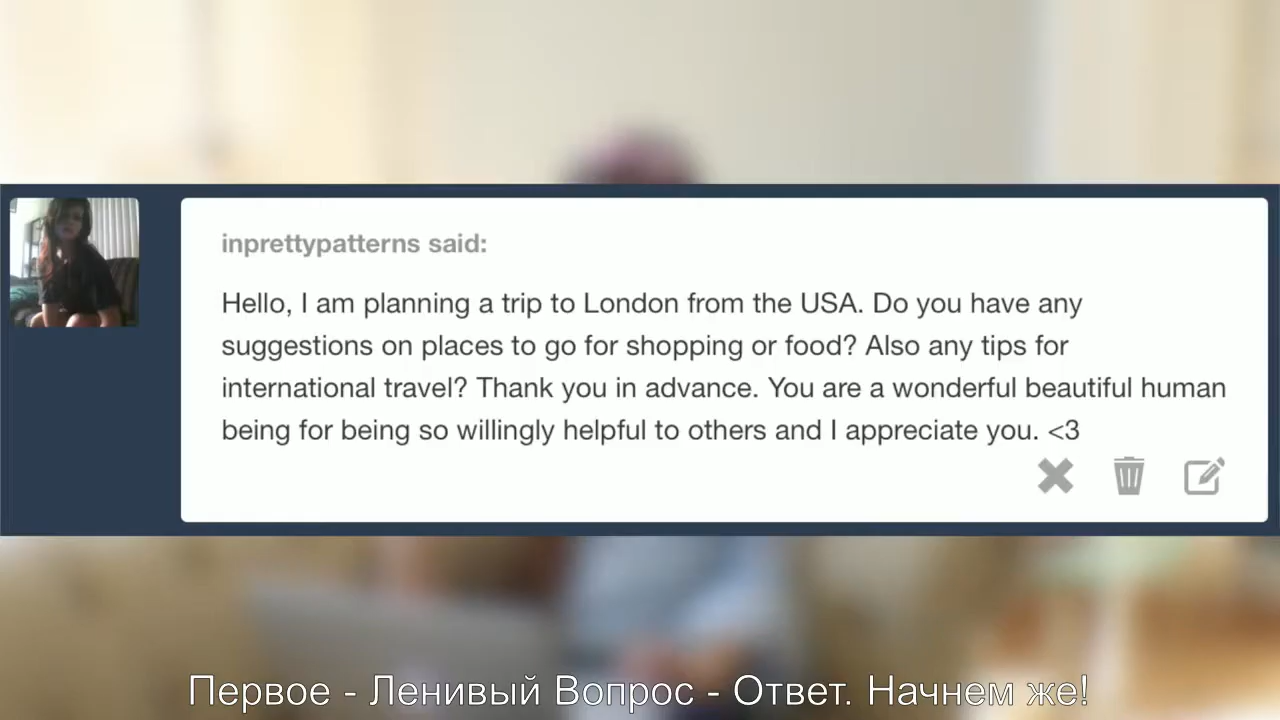 inprettypatterns said:
Hello, I am planning a trip to London from the USA. Do you have any
suggestions on places to go for shopping or food? Also any tips for
international travel? Thank you in advance. You are a wonderful beautiful human
being for being so willingly helpful to others and I appreciate you. <3
Первое - Ленивый Вопрос - Ответ. Начнем же!